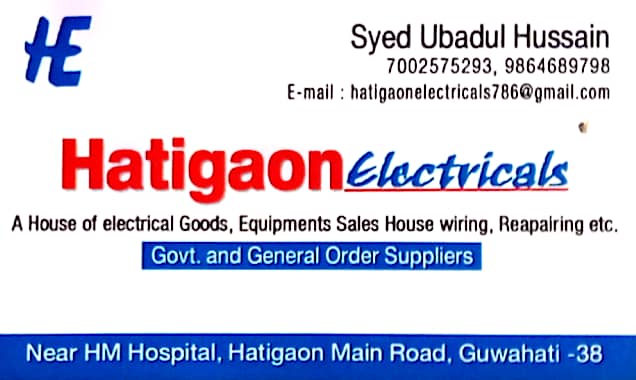 HE
Syed Ubadul Hussain
7002575293, 9864689798
E-mail : hatigaonelectricals786@gmail.com
Hatigaon Electricals
A House of electrical Goods, Equipments Sales House wiring, Reapairing etc.
Govt. and General Order Suppliers
Near HM Hospital, Hatigaon Main Road, Guwahati -38